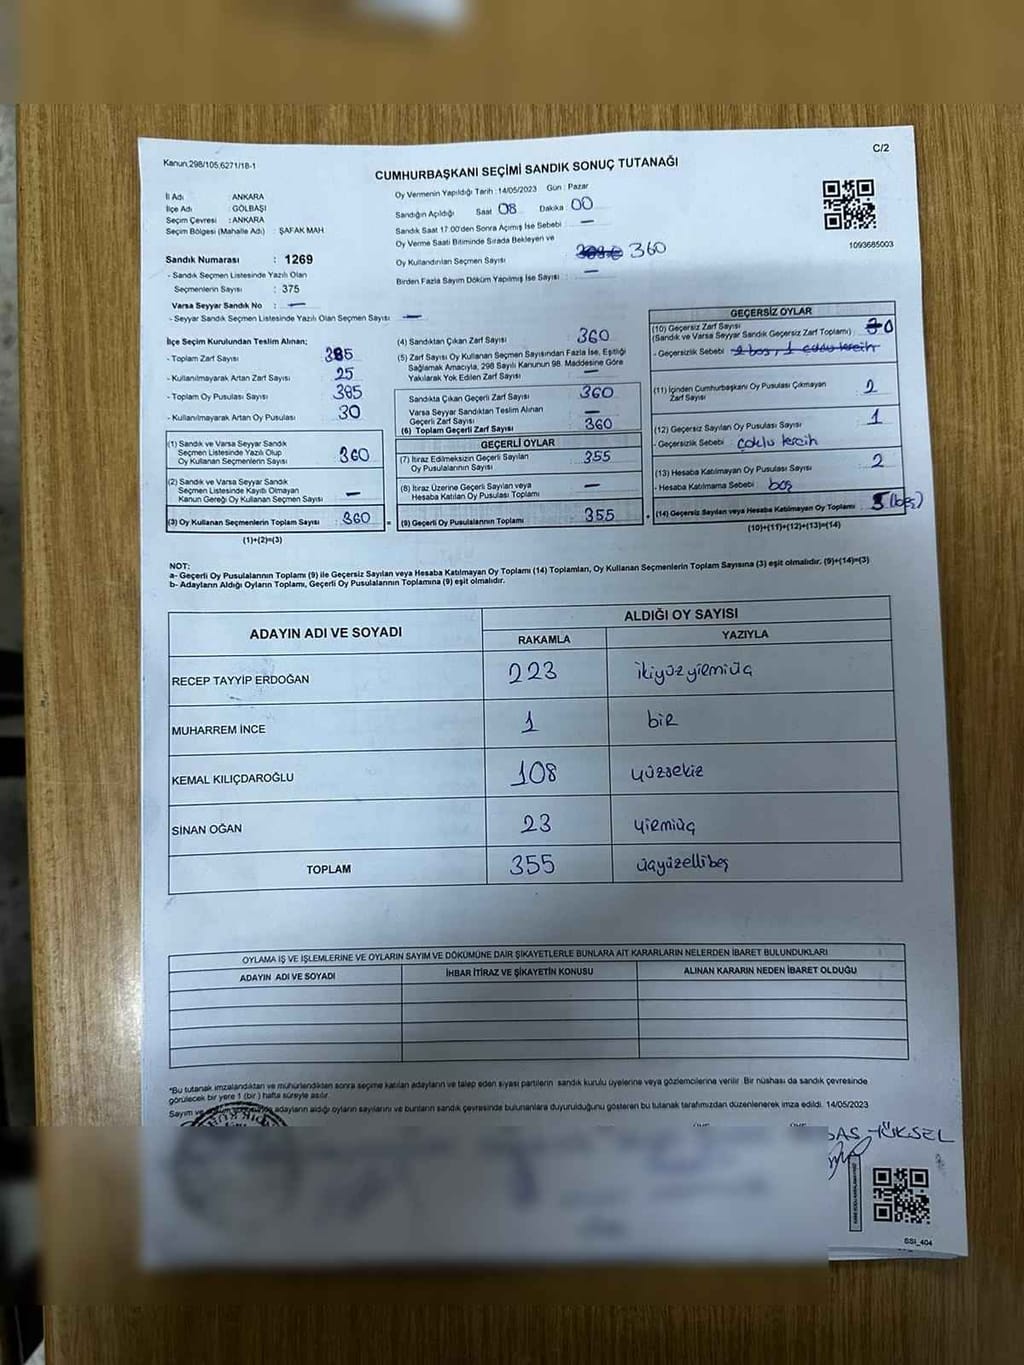 Kanun.298/105.6271/18-1
C/2
CUMHURBAŞKANI SEÇİMİ SANDIK SONUÇ TUTANAĞI
İl Adı : ANKARA
İlçe Adı : GÖLBAŞI
Seçim Çevresi : ANKARA
Seçim Bölgesi (Mahalle Adı) : ŞAFAK MAH
Oy Vermenin Yapıldığı Tarih :14/05/2023 Gün : Pazar
Sandığın Açıldığı Saat 08 Dakika : 00
Sandık Saat 17.00'den Sonra Açımış İse Sebebi : —
Oy Verme Saati Bitiminde Sırada Bekleyen ve
Oy Kullandırılan Seçmen Sayısı : 360
Birden Fazla Sayım Döküm Yapılmış İse Sayısı : —
1093685003
Sandık Numarası : 1269
- Sandık Seçmen Listesinde Yazılı Olan
Seçmenlerin Sayısı : 375
Varsa Seyyar Sandık No : —
- Seyyar Sandık Seçmen Listesinde Yazılı Olan Seçmen Sayısı : —
İlçe Seçim Kurulundan Teslim Alınan;
- Toplam Zarf Sayısı 385
- Kullanılmayarak Artan Zarf Sayısı 25
- Toplam Oy Pusulası Sayısı 385
- Kullanılmayarak Artan Oy Pusulası 30
(1) Sandık ve Varsa Seyyar Sandık
Seçmen Listesinde Yazılı Olup
Oy Kullanan Seçmenlerin Sayısı 360
(2) Sandık ve Varsa Seyyar Sandık
Seçmen Listesinde Kayıtlı Olmayan
Kanun Gereği Oy Kullanan Seçmen Sayısı —
(3) Oy Kullanan Seçmenlerin Toplam Sayısı 360
(1)+(2)=(3)
(4) Sandıktan Çıkan Zarf Sayısı 360
(5) Zarf Sayısı Oy Kullanan Seçmen Sayısından Fazla İse, Eşitliği
Sağlamak Amacıyla, 298 Sayılı Kanunun 98. Maddesine Göre
Yakılarak Yok Edilen Zarf Sayısı —
Sandıkta Çıkan Geçerli Zarf Sayısı 360
Varsa Seyyar Sandıktan Teslim Alınan
Geçerli Zarf Sayısı —
(6) Toplam Geçerli Zarf Sayısı 360
GEÇERLİ OYLAR
(7) İtiraz Edilmeksizin Geçerli Sayılan
Oy Pusulalarının Sayısı 355
(8) İtiraz Üzerine Geçerli Sayılan veya
Hesaba Katılan Oy Pusulası Toplamı —
= (9) Geçerli Oy Pusulalarının Toplamı 355
GEÇERSİZ OYLAR
(10) Geçersiz Zarf Sayısı
(Sandık ve Varsa Seyyar Sandık Geçersiz Zarf Toplamı) 0
- Geçersizlik Sebebi 2 boş, 1 çoklu tercih
(11) İçinden Cumhurbaşkanı Oy Pusulası Çıkmayan
Zarf Sayısı 2
(12) Geçersiz Sayılan Oy Pusulası Sayısı 1
- Geçersizlik Sebebi çoklu tercih
(13) Hesaba Katılmayan Oy Pusulası Sayısı 2
- Hesaba Katılmama Sebebi boş
+ (14) Geçersiz Sayılan veya Hesaba Katılmayan Oy Toplamı 5 (beş)
(10)+(11)+(12)+(13)=(14)
NOT:
a- Geçerli Oy Pusulalarının Toplamı (9) ile Geçersiz Sayılan veya Hesaba Katılmayan Oy Toplamı (14) Toplamları, Oy Kullanan Seçmenlerin Toplam Sayısına (3) eşit olmalıdır. (9)+(14)=(3)
b- Adayların Aldığı Oyların Toplamı, Geçerli Oy Pusulalarının Toplamına (9) eşit olmalıdır.
ADAYIN ADI VE SOYADI ALDIĞI OY SAYISI
RAKAMLA YAZIYLA
RECEP TAYYİP ERDOĞAN 223 ikiyüzyirmiüç
MUHARREM İNCE 1 bir
KEMAL KILIÇDAROĞLU 108 yüzsekiz
SİNAN OĞAN 23 yirmiüç
TOPLAM 355 üçyüzellibeş
OYLAMA İŞ VE İŞLEMLERİNE VE OYLARIN SAYIM VE DÖKÜMÜNE DAİR ŞİKAYETLERLE BUNLARA AİT KARARLARIN NELERDEN İBARET BULUNDUKLARI
ADAYIN ADI VE SOYADI İHBAR İTİRAZ VE ŞİKAYETİN KONUSU ALINAN KARARIN NEDEN İBARET OLDUĞU
*Bu tutanak imzalandıktan ve mühürlendikten sonra seçime katılan adayların ve talep eden siyasi partilerin sandık kurulu üyelerine veya gözlemcilerine verilir. Bir nüshası da sandık çevresinde
görülecek bir yere 1 (bir) hafta süreyle asılır.
Sayım ve adayların aldığı oyların sayılarını ve bunların sandık çevresinde bulunanlara duyurulduğunu gösteren bu tutanak tarafımızdan düzenlenerek imza edildi. 14/05/2023
YÜKSEL
SSI_404